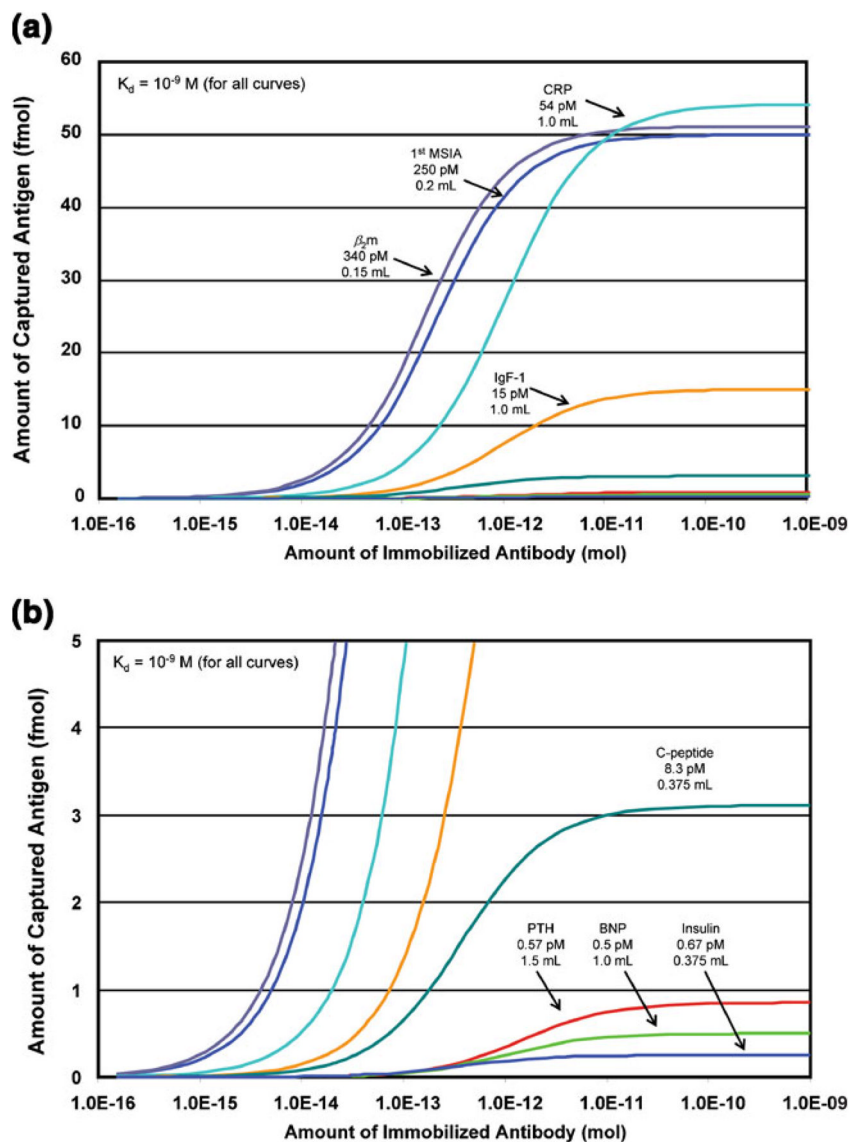 (a)
60
50
40
30
20
10
0
Amount of Captured Antigen (fmol)
K_d = 10^-9 M (for all curves)
CRP
54 pM
1.0 mL
1st MSIA
250 pM
0.2 mL
β₂m
340 pM
0.15 mL
IgF-1
15 pM
1.0 mL
1.0E-16 1.0E-15 1.0E-14 1.0E-13 1.0E-12 1.0E-11 1.0E-10 1.0E-09
Amount of Immobilized Antibody (mol)
(b)
5
4
3
2
1
0
Amount of Captured Antigen (fmol)
K_d = 10^-9 M (for all curves)
C-peptide
8.3 pM
0.375 mL
PTH
0.57 pM
1.5 mL
BNP
0.5 pM
1.0 mL
Insulin
0.67 pM
0.375 mL
1.0E-16 1.0E-15 1.0E-14 1.0E-13 1.0E-12 1.0E-11 1.0E-10 1.0E-09
Amount of Immobilized Antibody (mol)